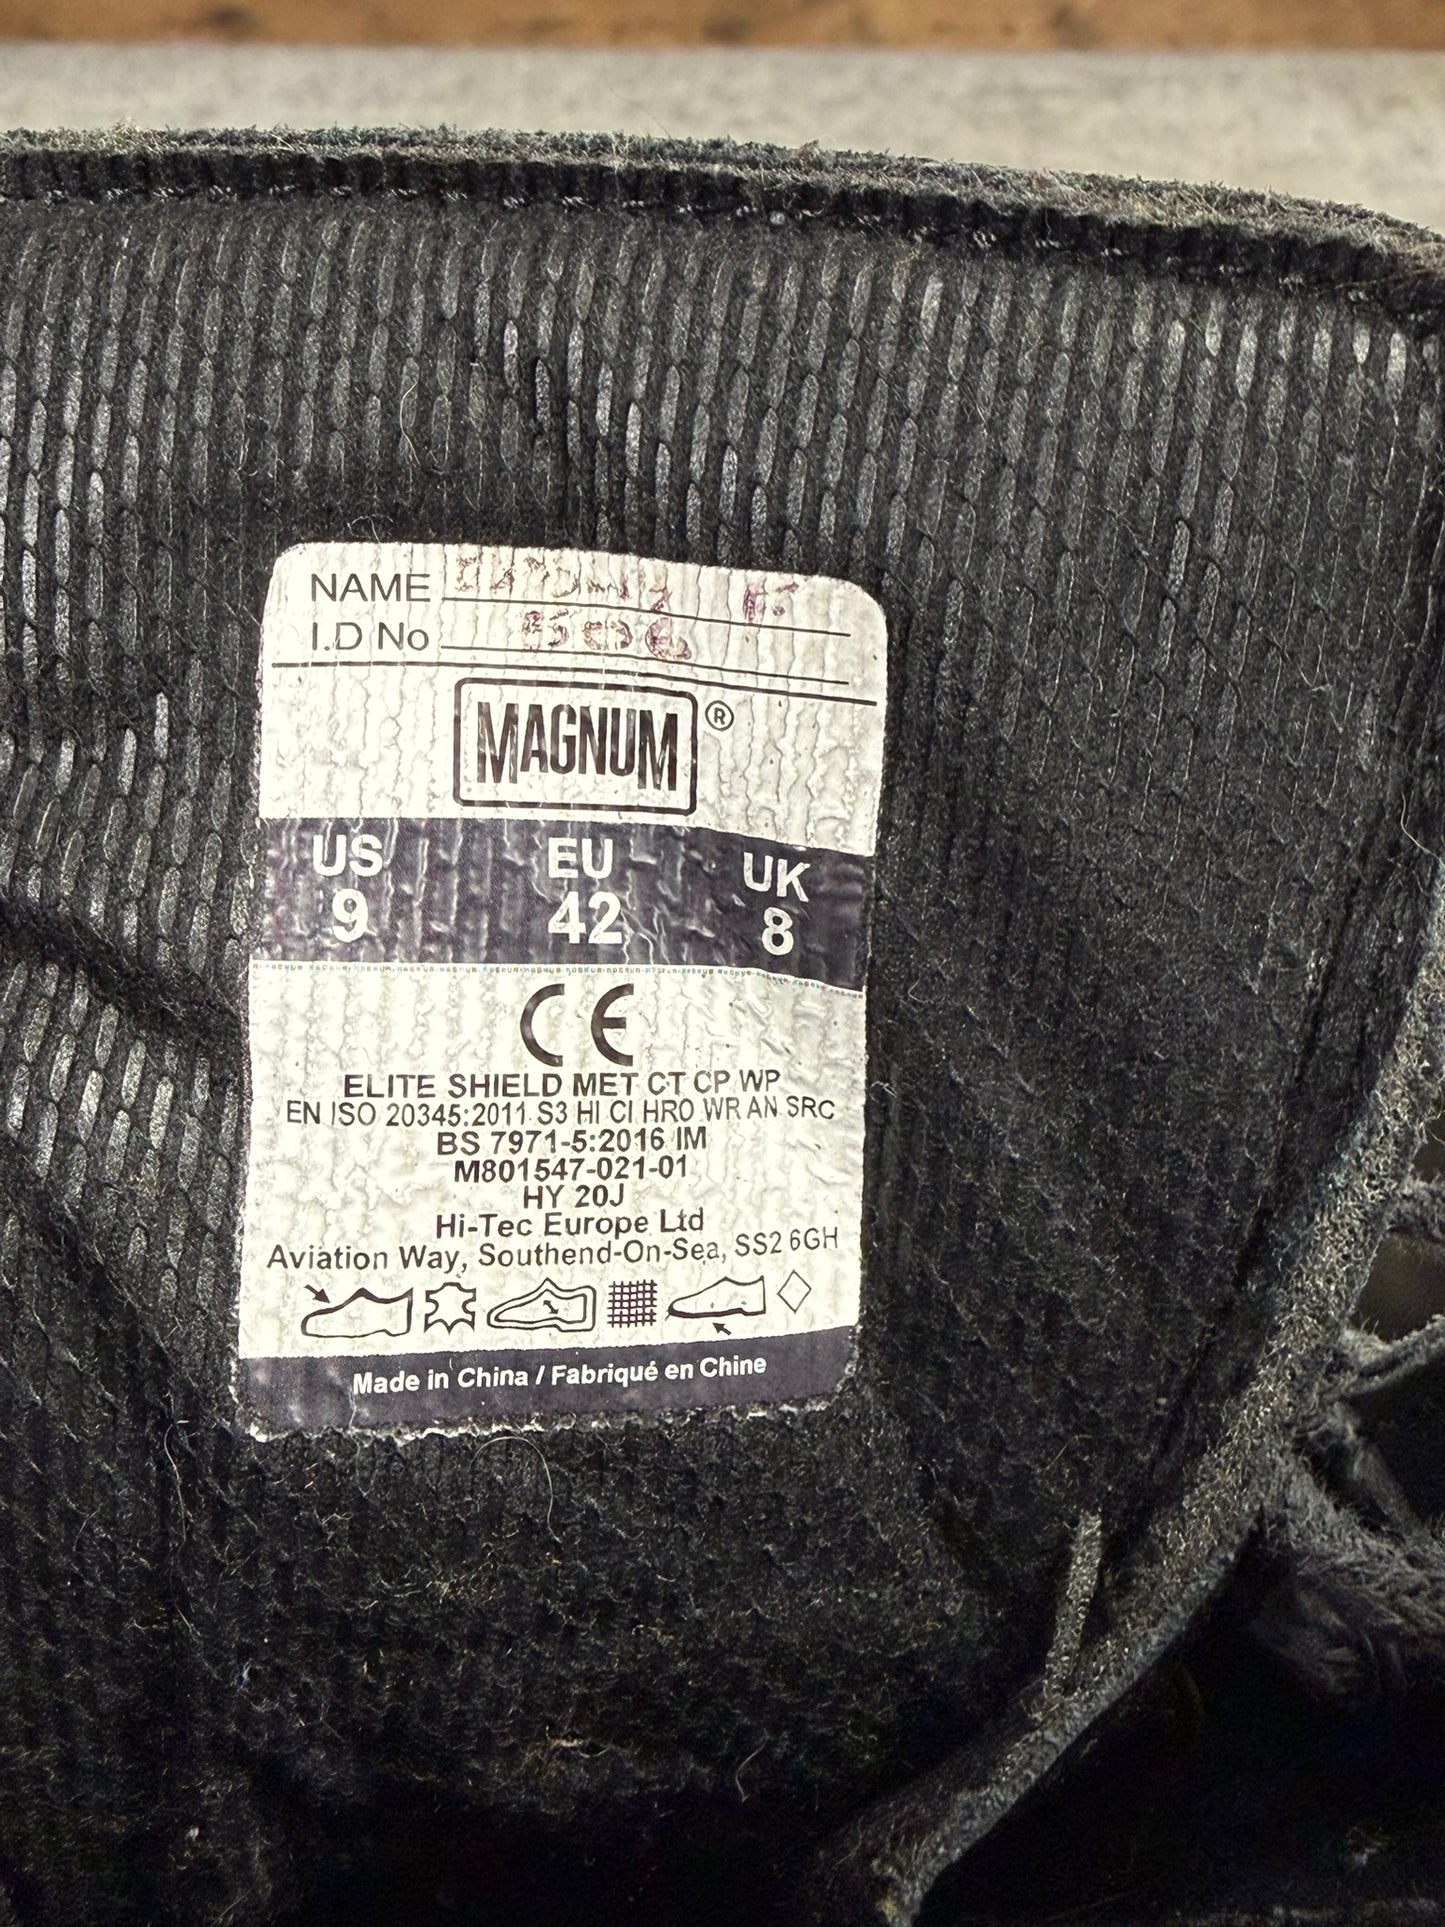 NAME
I.D No
MAGNUM®
US EU UK
9 42 8
CE
ELITE SHIELD MET CT CP WP
EN ISO 20345:2011 S3 HI CI HRO WR AN SRC
BS 7971-5:2016 IM
M801547-021-01
HY 20J
Hi-Tec Europe Ltd
Aviation Way, Southend-On-Sea, SS2 6GH
Made in China / Fabriqué en Chine